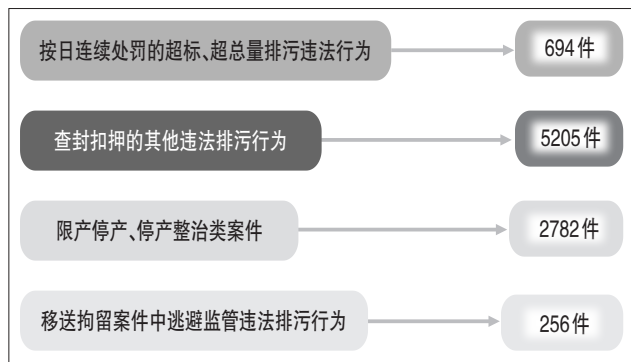 按日连续处罚的超标、超总量排污违法行为 694件
查封扣押的其他违法排污行为 5205件
限产停产、停产整治类案件 2782件
移送拘留案件中逃避监管违法排污行为 256件